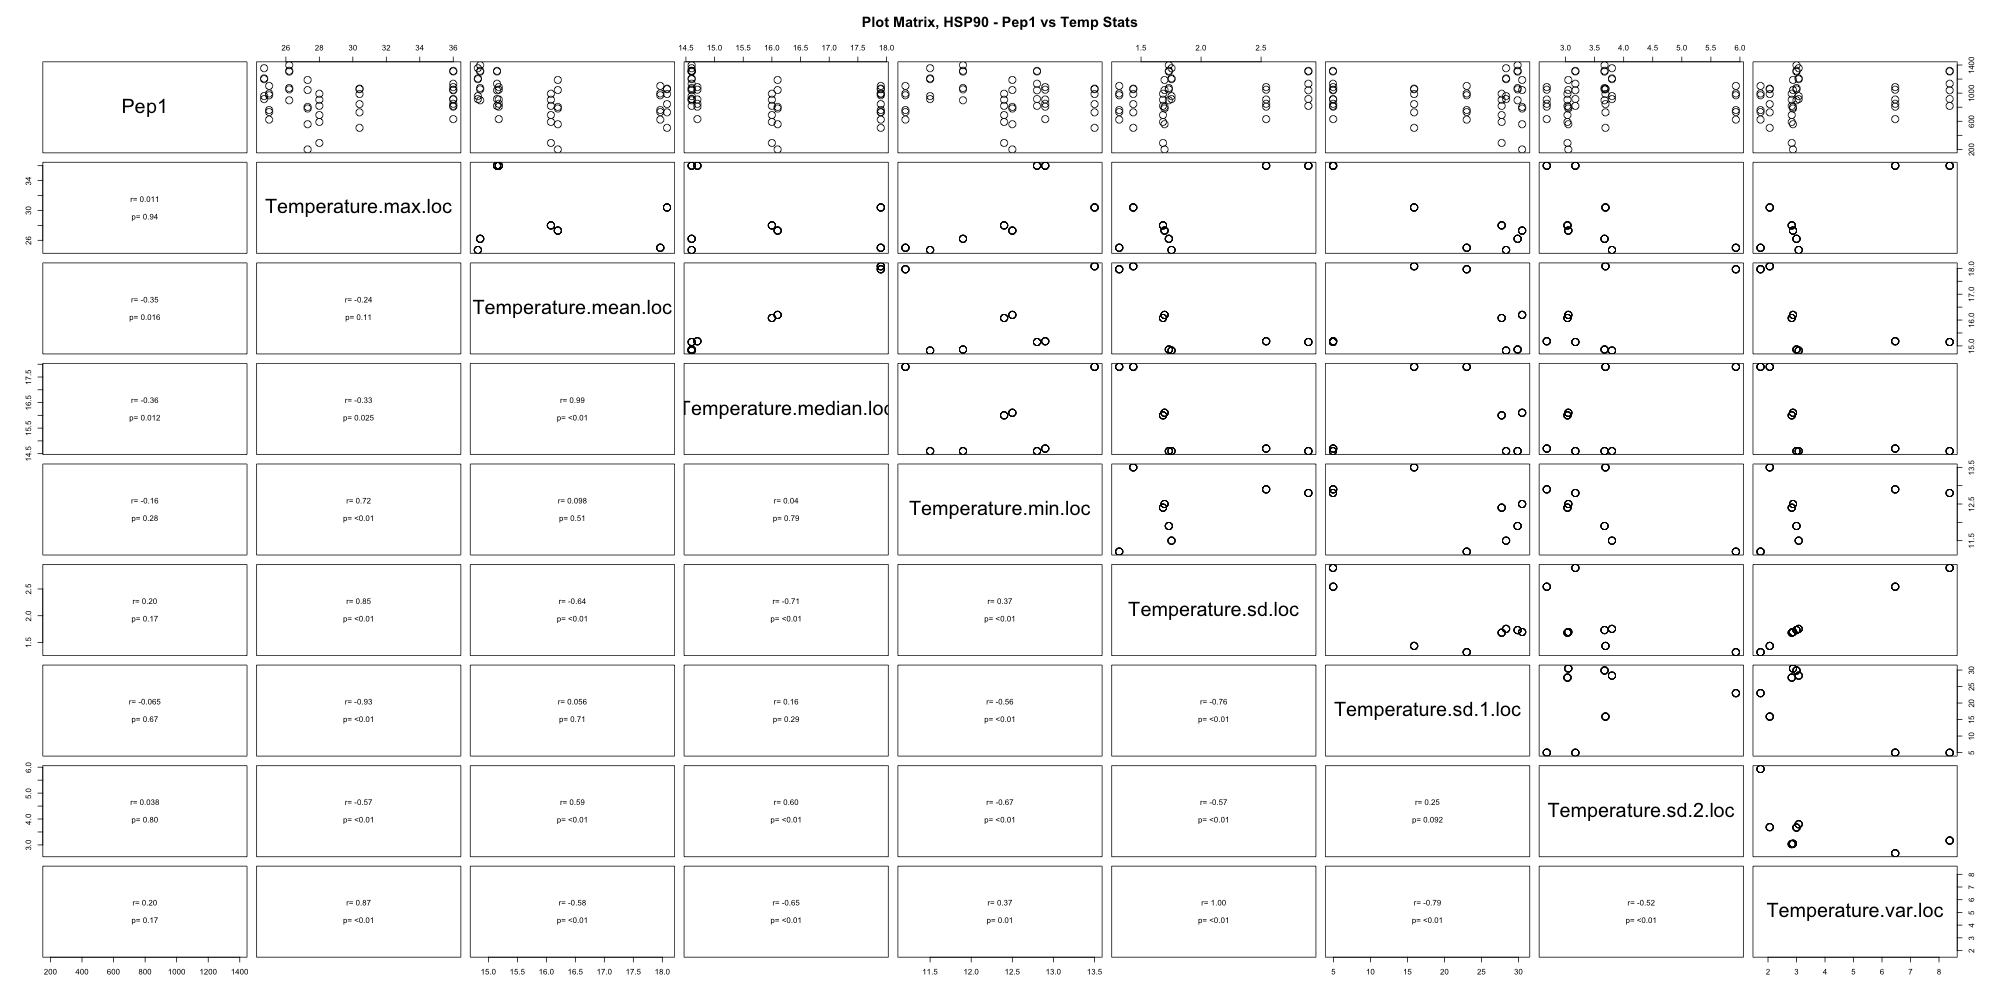 Plot Matrix, HSP90 - Pep1 vs Temp Stats
26 28 30 32 34 36
14.5 15.0 15.5 16.0 16.5 17.0 17.5 18.0
1.5 2.0 2.5
3.0 3.5 4.0 4.5 5.0 5.5 6.0
Pep1
200 600 1000 1400
26 30 34
r= 0.011
p= 0.94
Temperature.max.loc
r= -0.35
p= 0.016
r= -0.24
p= 0.11
Temperature.mean.loc
15.0 16.0 17.0 18.0
14.5 15.5 16.5 17.5
r= -0.36
p= 0.012
r= -0.33
p= 0.025
r= 0.99
p= <0.01
Temperature.median.loc
r= -0.16
p= 0.28
r= 0.72
p= <0.01
r= 0.098
p= 0.51
r= 0.04
p= 0.79
Temperature.min.loc
11.5 12.5 13.5
1.5 2.0 2.5
r= 0.20
p= 0.17
r= 0.85
p= <0.01
r= -0.64
p= <0.01
r= -0.71
p= <0.01
r= 0.37
p= <0.01
Temperature.sd.loc
r= -0.065
p= 0.67
r= -0.93
p= <0.01
r= 0.056
p= 0.71
r= 0.16
p= 0.29
r= -0.56
p= <0.01
r= -0.76
p= <0.01
Temperature.sd.1.loc
5 10 15 20 25 30
3.0 4.0 5.0 6.0
r= 0.038
p= 0.80
r= -0.57
p= <0.01
r= 0.59
p= <0.01
r= 0.60
p= <0.01
r= -0.67
p= <0.01
r= -0.57
p= <0.01
r= 0.25
p= 0.092
Temperature.sd.2.loc
r= 0.20
p= 0.17
r= 0.87
p= <0.01
r= -0.58
p= <0.01
r= -0.65
p= <0.01
r= 0.37
p= 0.01
r= 1.00
p= <0.01
r= -0.79
p= <0.01
r= -0.52
p= <0.01
Temperature.var.loc
2 3 4 5 6 7 8
200 400 600 800 1000 1200 1400
15.0 15.5 16.0 16.5 17.0 17.5 18.0
11.5 12.0 12.5 13.0 13.5
5 10 15 20 25 30
2 3 4 5 6 7 8